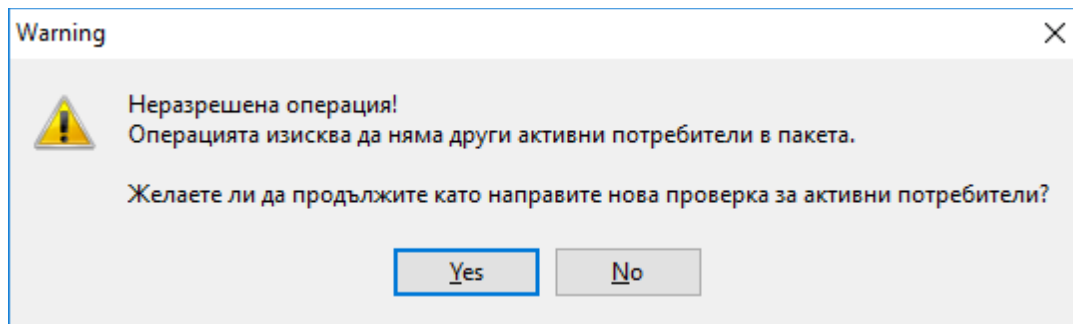 Warning
Неразрешена операция!
Операцията изисква да няма други активни потребители в пакета.
Желаете ли да продължите като направите нова проверка за активни потребители?
Yes
No